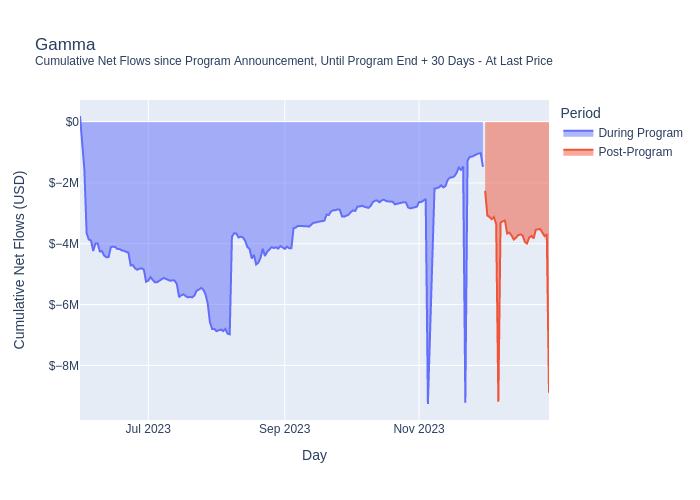 Gamma
Cumulative Net Flows since Program Announcement, Until Program End + 30 Days - At Last Price
Period
During Program
Post-Program
$0
$−2M
$−4M
$−6M
$−8M
Cumulative Net Flows (USD)
Jul 2023
Sep 2023
Nov 2023
Day